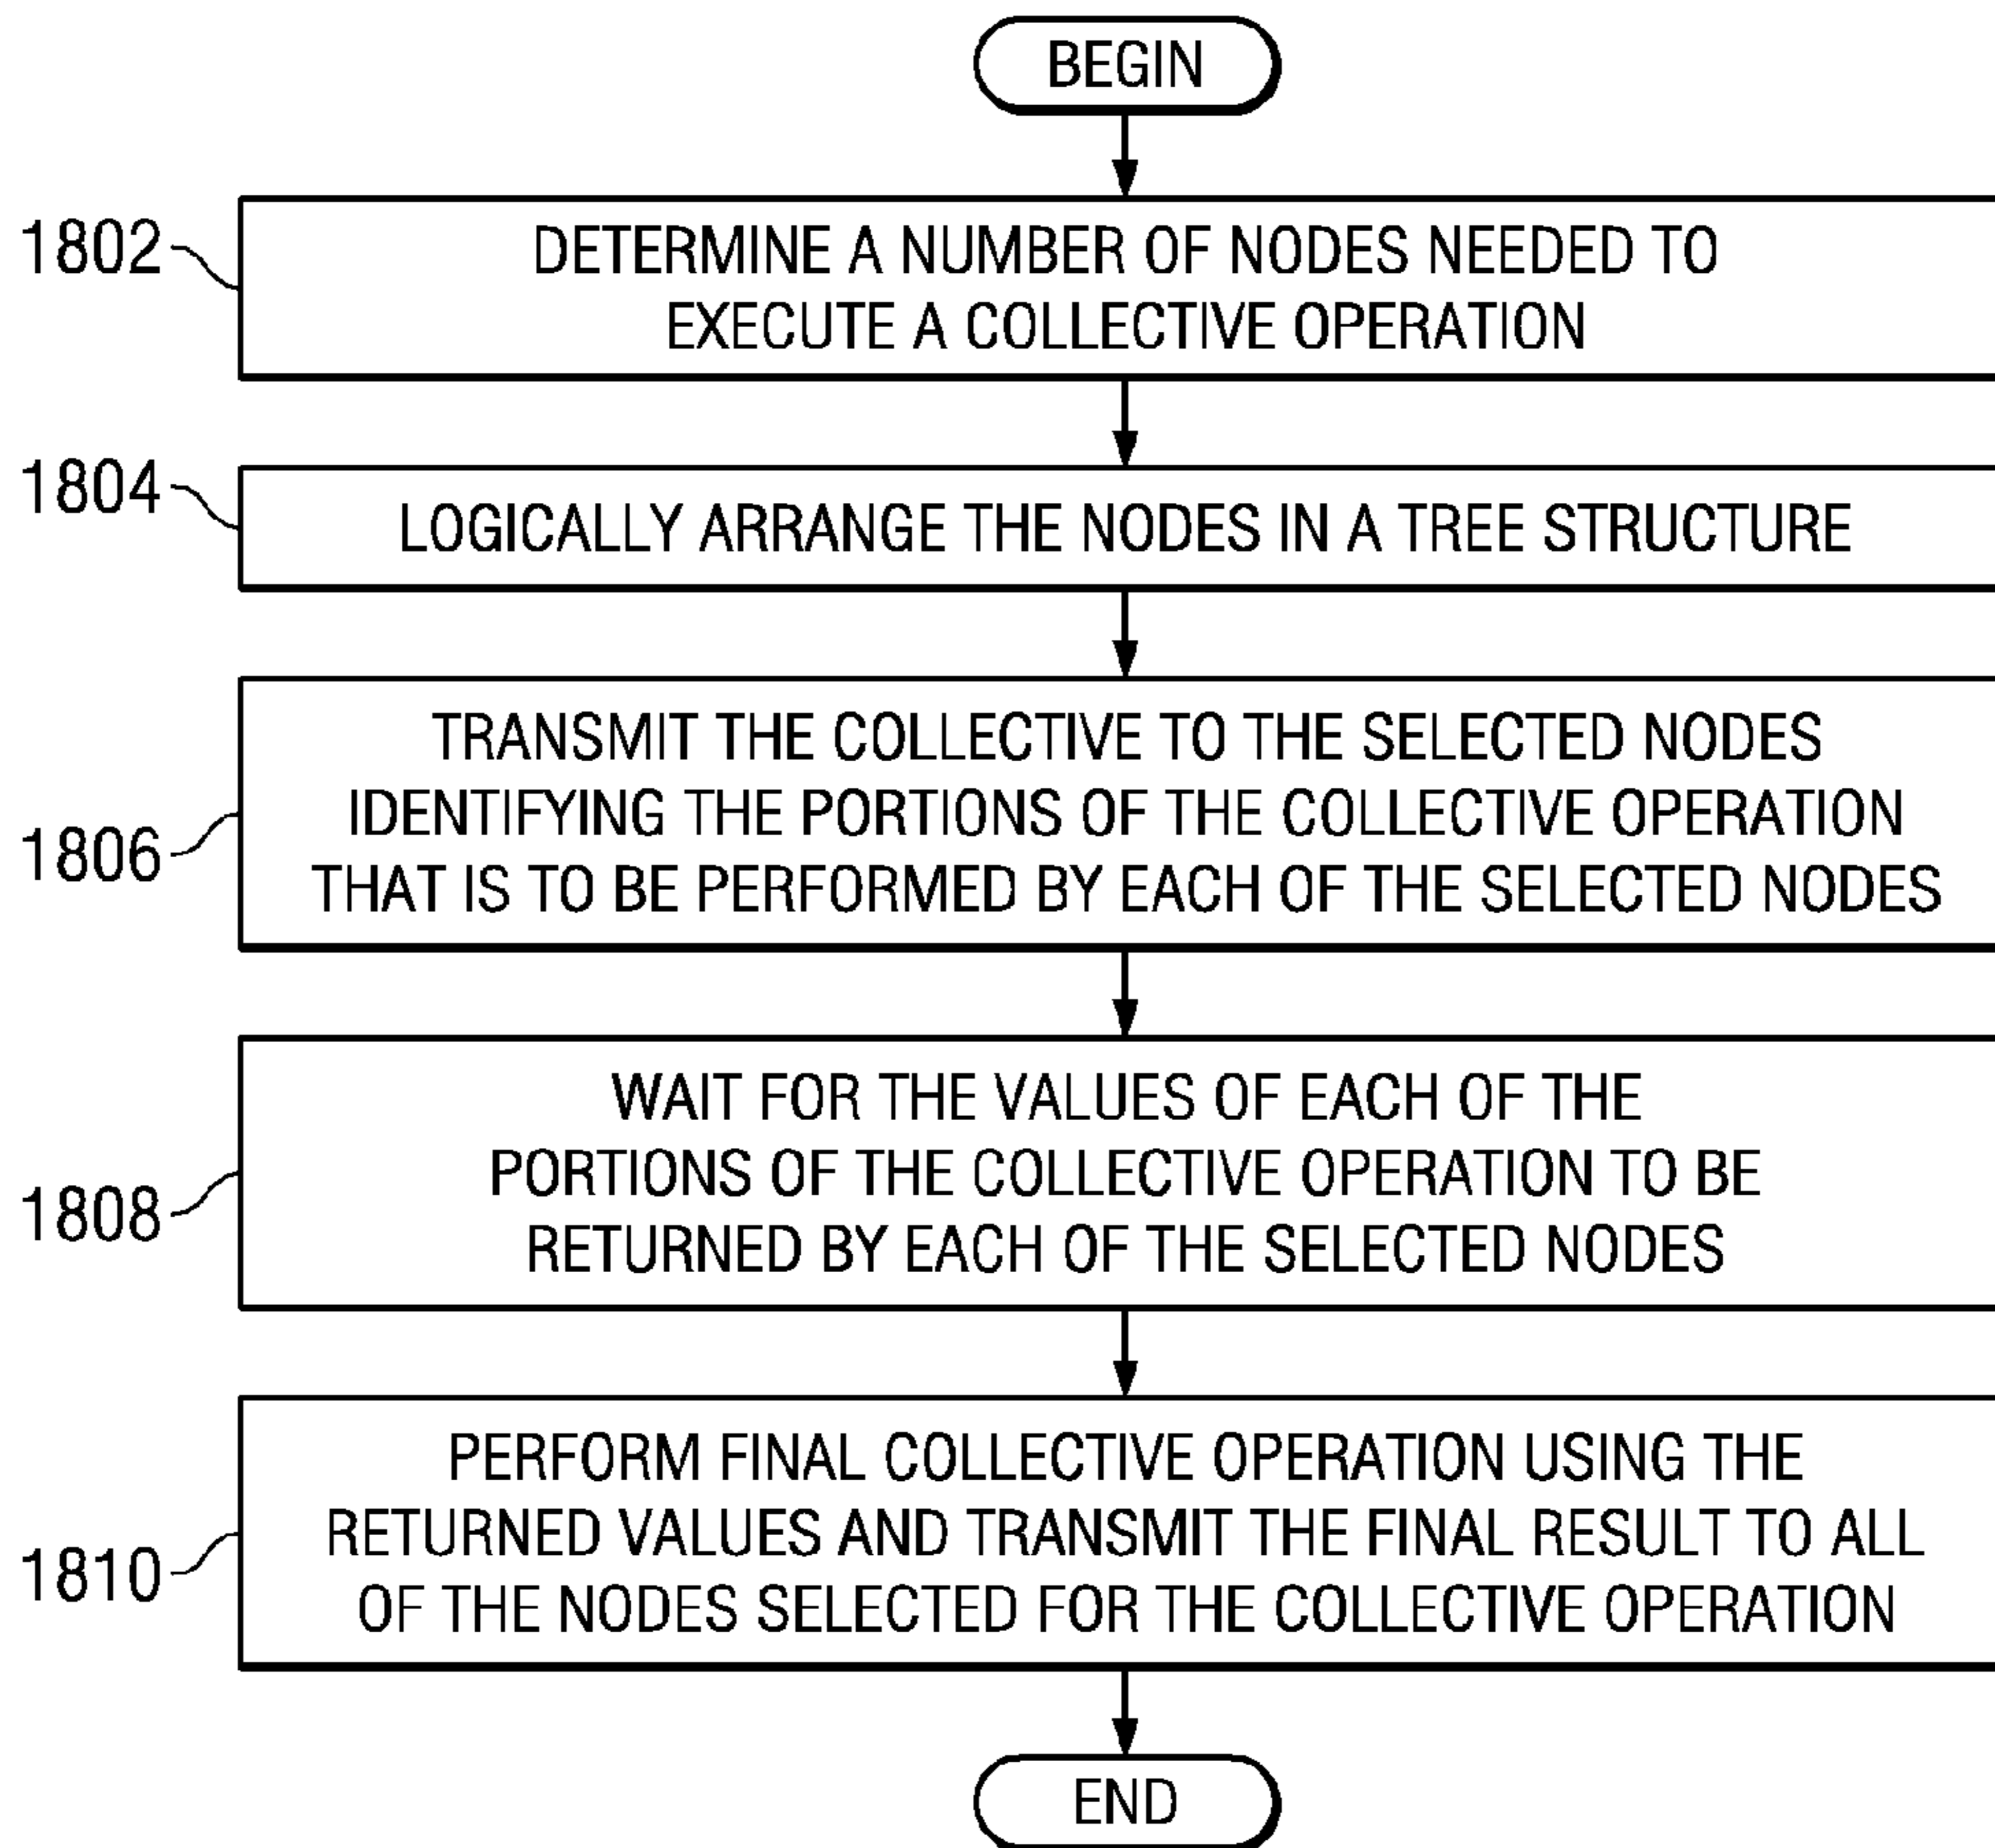 BEGIN
1802
DETERMINE A NUMBER OF NODES NEEDED TO
EXECUTE A COLLECTIVE OPERATION
1804
LOGICALLY ARRANGE THE NODES IN A TREE STRUCTURE
1806
TRANSMIT THE COLLECTIVE TO THE SELECTED NODES
IDENTIFYING THE PORTIONS OF THE COLLECTIVE OPERATION
THAT IS TO BE PERFORMED BY EACH OF THE SELECTED NODES
1808
WAIT FOR THE VALUES OF EACH OF THE
PORTIONS OF THE COLLECTIVE OPERATION TO BE
RETURNED BY EACH OF THE SELECTED NODES
1810
PERFORM FINAL COLLECTIVE OPERATION USING THE
RETURNED VALUES AND TRANSMIT THE FINAL RESULT TO ALL
OF THE NODES SELECTED FOR THE COLLECTIVE OPERATION
END